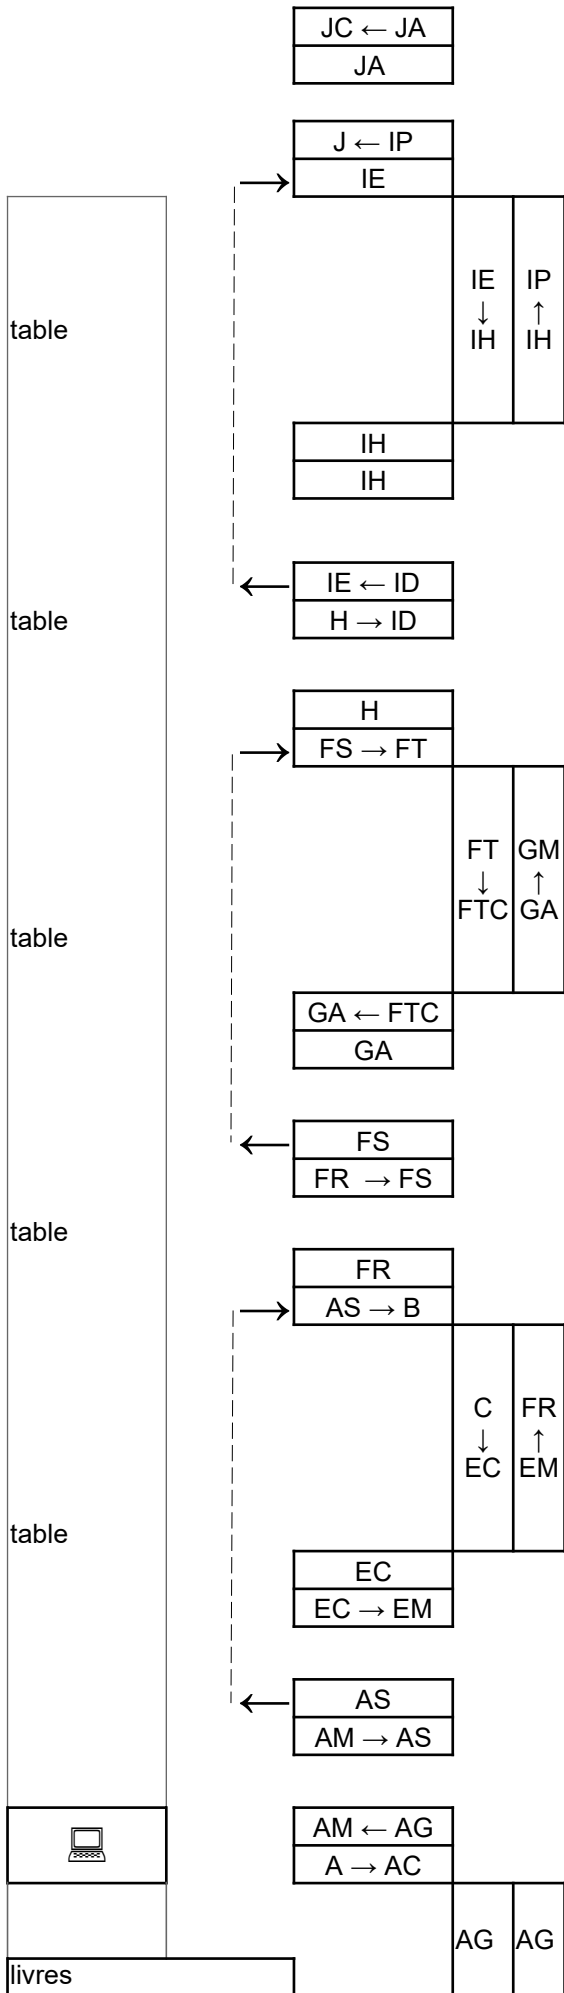 JC ← JA
JA
J ← IP
IE
table
IE
↓
IH
IP
↑
IH
IH
IH
IE ← ID
H → ID
table
H
FS → FT
FT
↓
FTC
GM
↑
GA
table
GA ← FTC
GA
FS
FR → FS
table
FR
AS → B
C
↓
EC
FR
↑
EM
table
EC
EC → EM
AS
AM → AS
AM ← AG
A → AC
AG
AG
livres